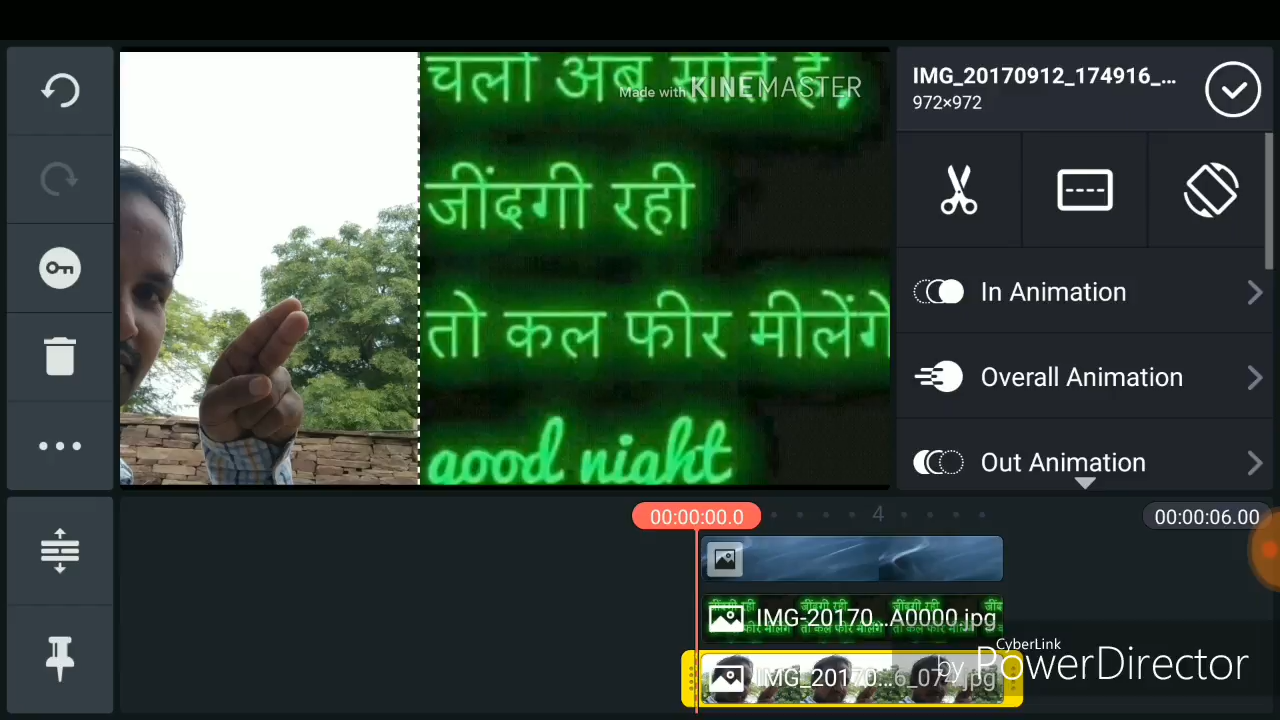 चलो अब सोते है,
Made with KINEMASTER
जींदगी रही
तो कल फीर मीलेंगे
good night
IMG_20170912_174916_...
972×972
In Animation
Overall Animation
Out Animation
00:00:00.0
4
00:00:06.00
IMG-20170...A0000.jpg
IMG_20170...6_07
.jpg
CyberLink
by PowerDirector